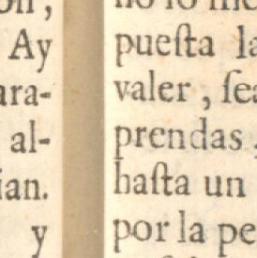 on,
Ay
ara-
al-
ian.
y
no lo me
pueſta la
valer, ſea
prendas,
haſta un
por la pe